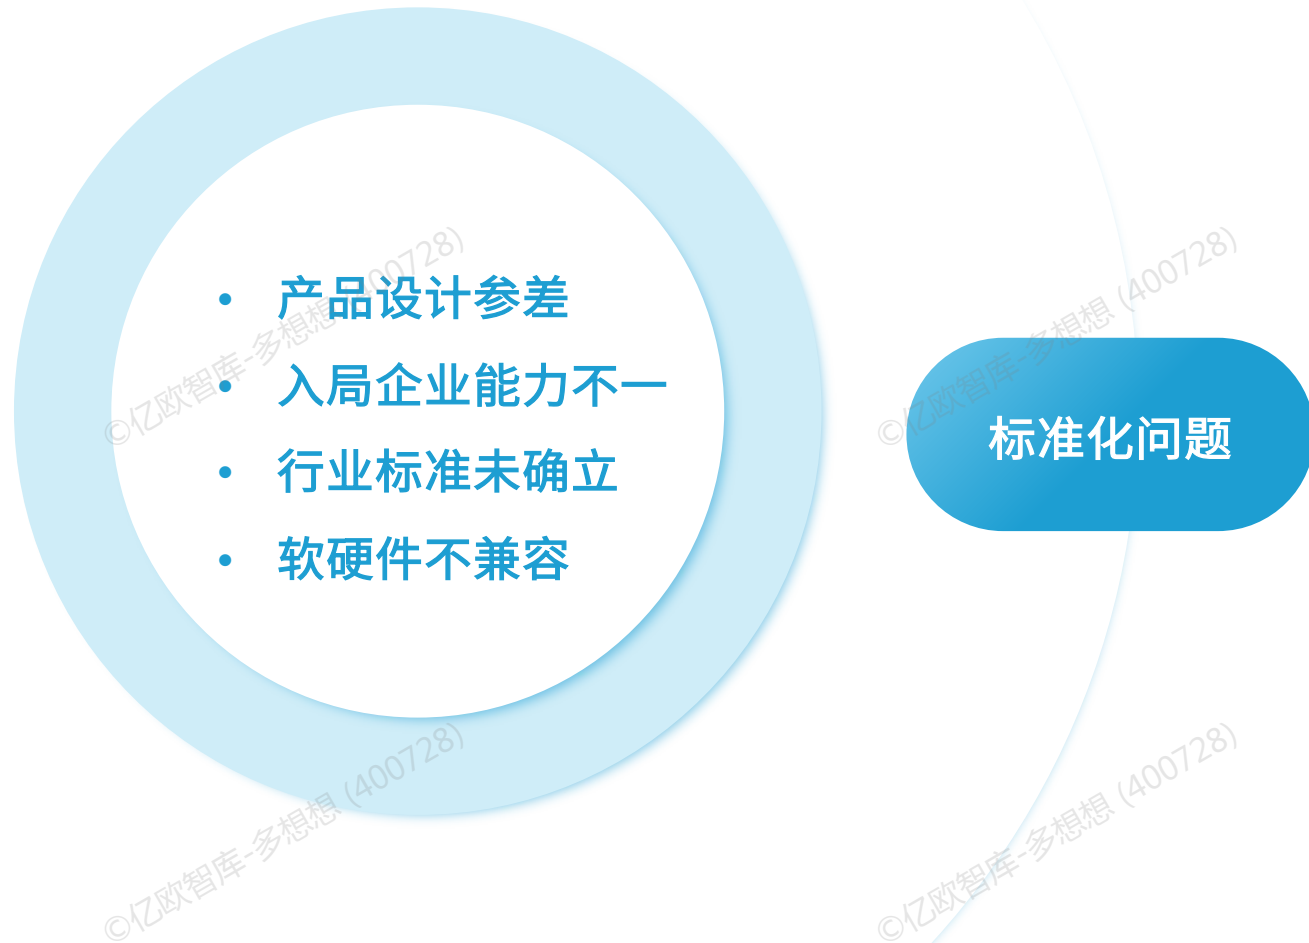 • 产品设计参差
• 入局企业能力不一
• 行业标准未确立
• 软硬件不兼容
标准化问题
©亿欧智库-多想想 (400728)
©亿欧智库-多想想 (400728)
©亿欧智库-多想想 (400728)
©亿欧智库-多想想 (400728)